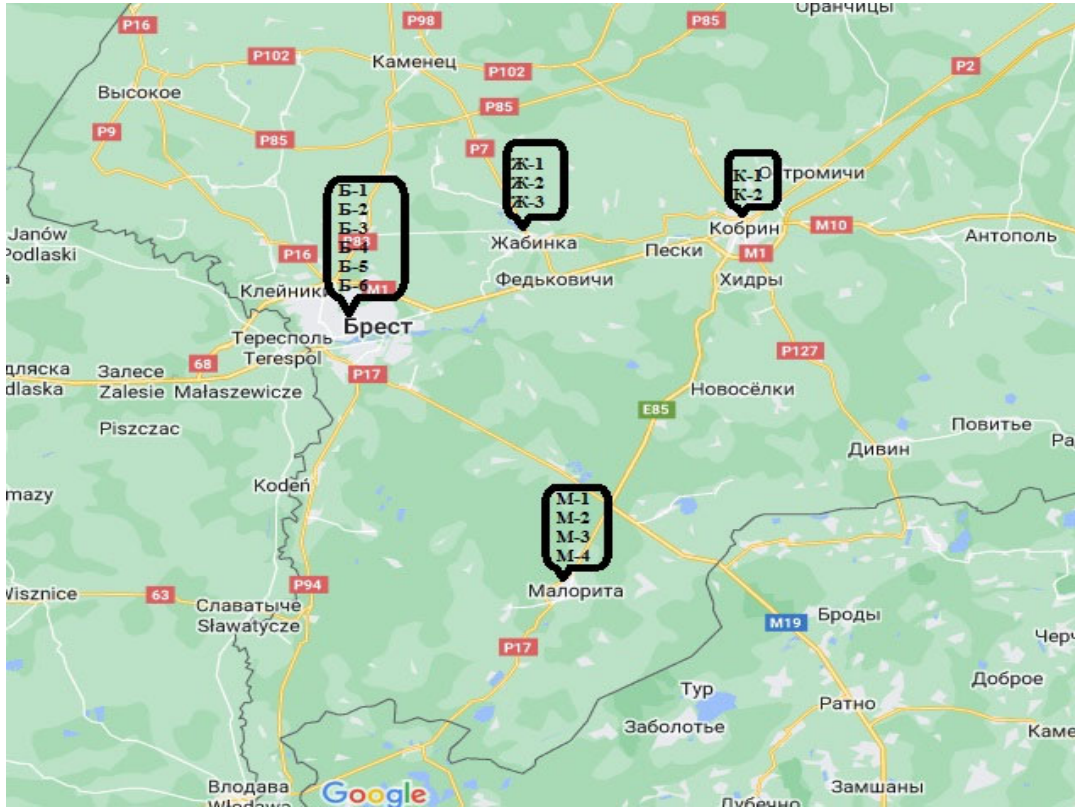 Оранчицы
P16
P98
P85
P102
Каменец
P102
P2
Высокое
P85
P9
P85
P7
Ж-1
Ж-2
Ж-3
К-1
К-2
Остромичи
Б-1
Б-2
Б-3
Б-4
Б-5
Б-6
P83
M1
Janów
Podlaski
P16
Жабинка
Кобрин
M10
Антополь
Пески
M1
Клейники
Федьковичи
Хидры
Брест
Тересполь
Terespol
68
P17
P127
Залесе
Zalesie
Małaszewicze
Новосёлки
E85
Piszczac
Повитье
Дивин
Kodeń
М-1
М-2
М-3
М-4
Малорита
P94
63
Славатыче
Sławatycze
M19
Броды
P17
Тур
Доброе
Ратно
Заболотье
Влодава
Google
Замшаны